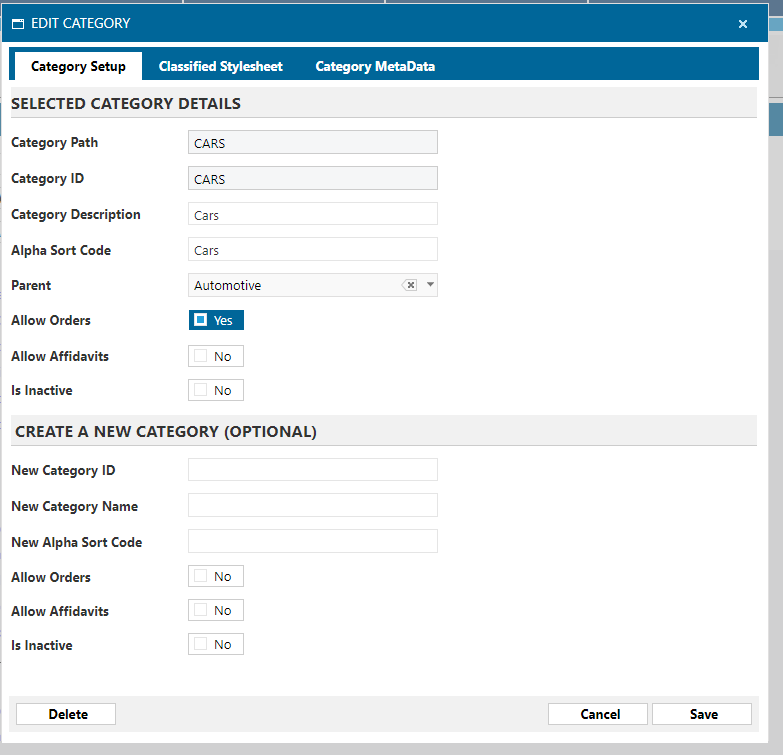 EDIT CATEGORY ×
Category Setup Classified Stylesheet Category MetaData
SELECTED CATEGORY DETAILS
Category Path CARS
Category ID CARS
Category Description Cars
Alpha Sort Code Cars
Parent Automotive
Allow Orders Yes
Allow Affidavits No
Is Inactive No
CREATE A NEW CATEGORY (OPTIONAL)
New Category ID
New Category Name
New Alpha Sort Code
Allow Orders No
Allow Affidavits No
Is Inactive No
Delete Cancel Save